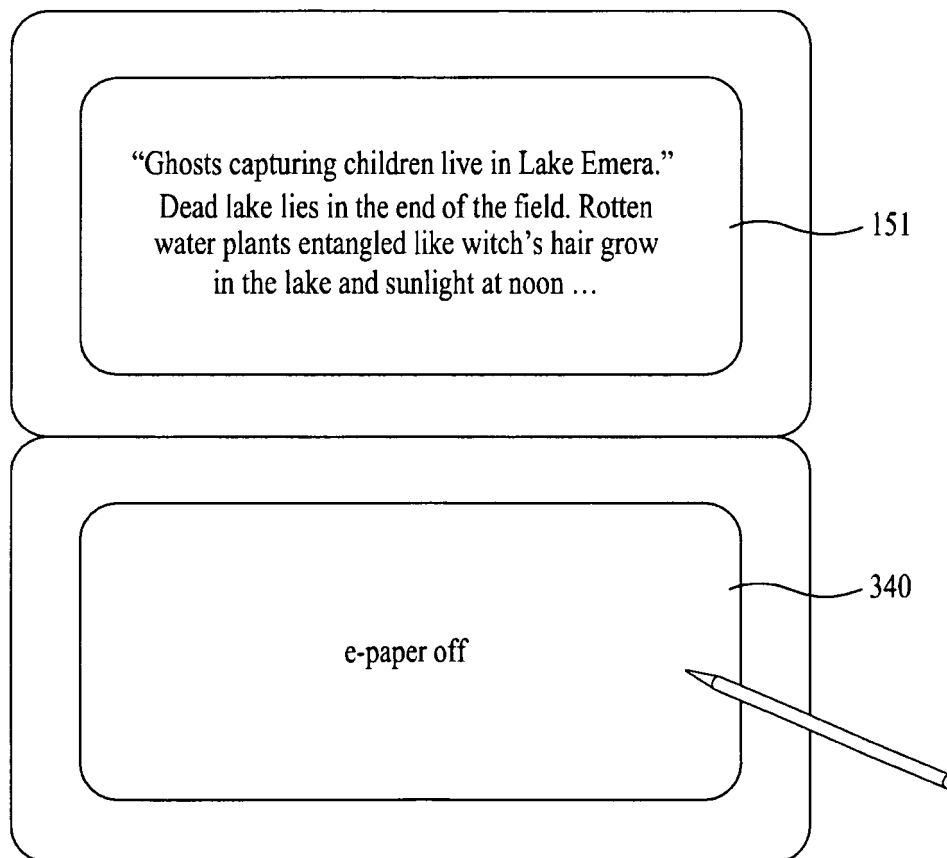 “Ghosts capturing children live in Lake Emera.”
Dead lake lies in the end of the field. Rotten
water plants entangled like witch’s hair grow
in the lake and sunlight at noon ...
151
340
e-paper off